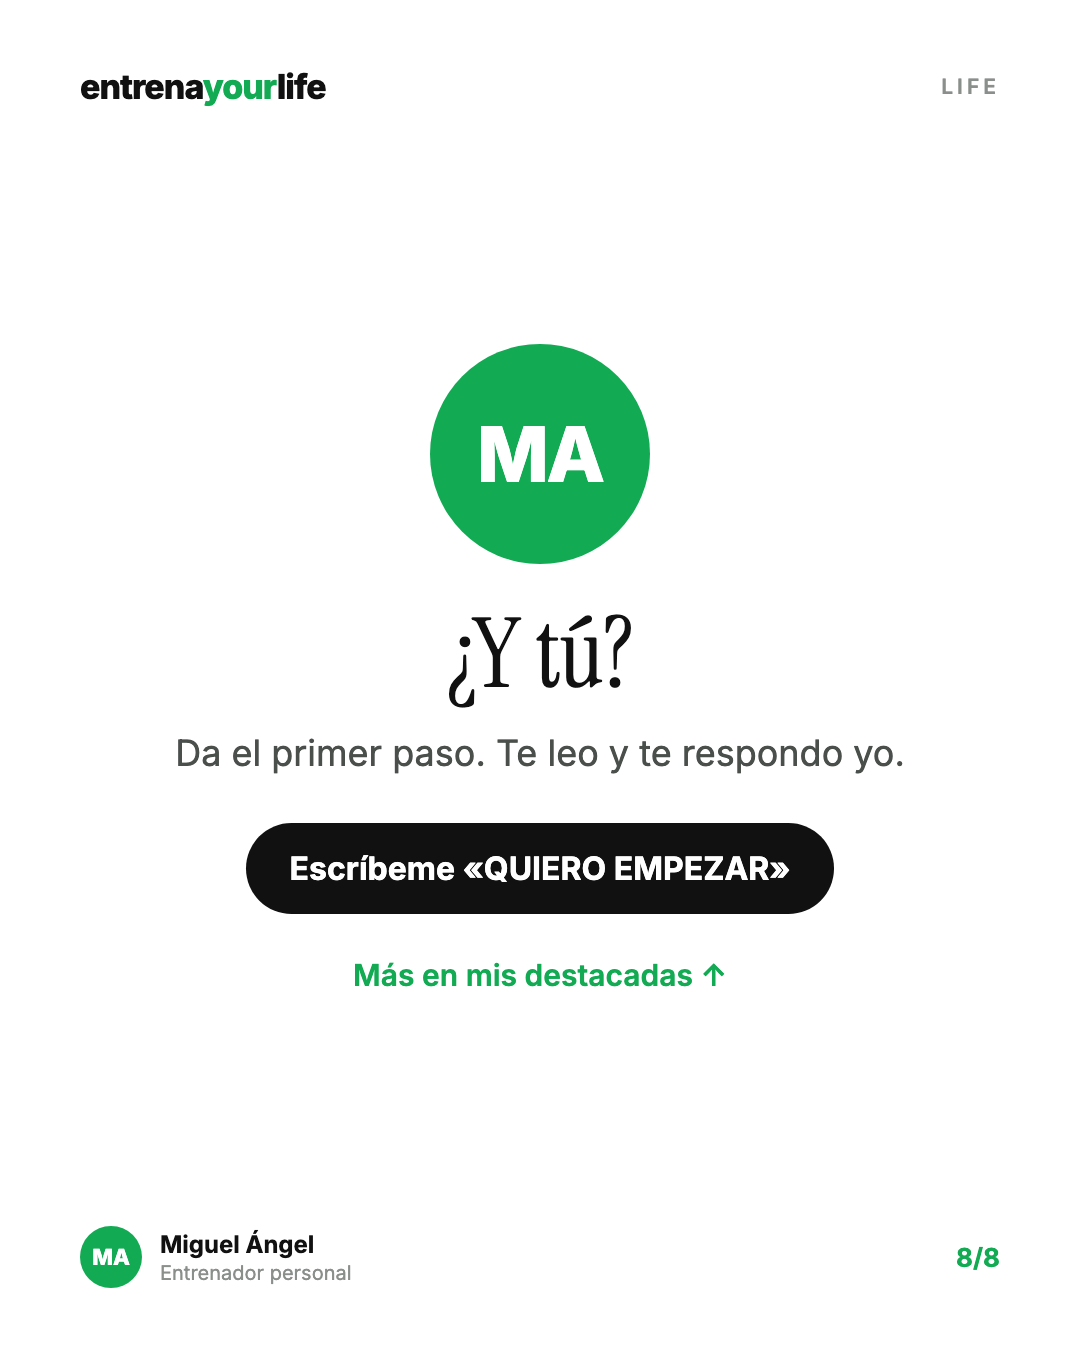 entrenayourlife
LIFE
MA
¿Y tú?
Da el primer paso. Te leo y te respondo yo.
Escríbeme «QUIERO EMPEZAR»
Más en mis destacadas ↑
MA
Miguel Ángel
Entrenador personal
8/8